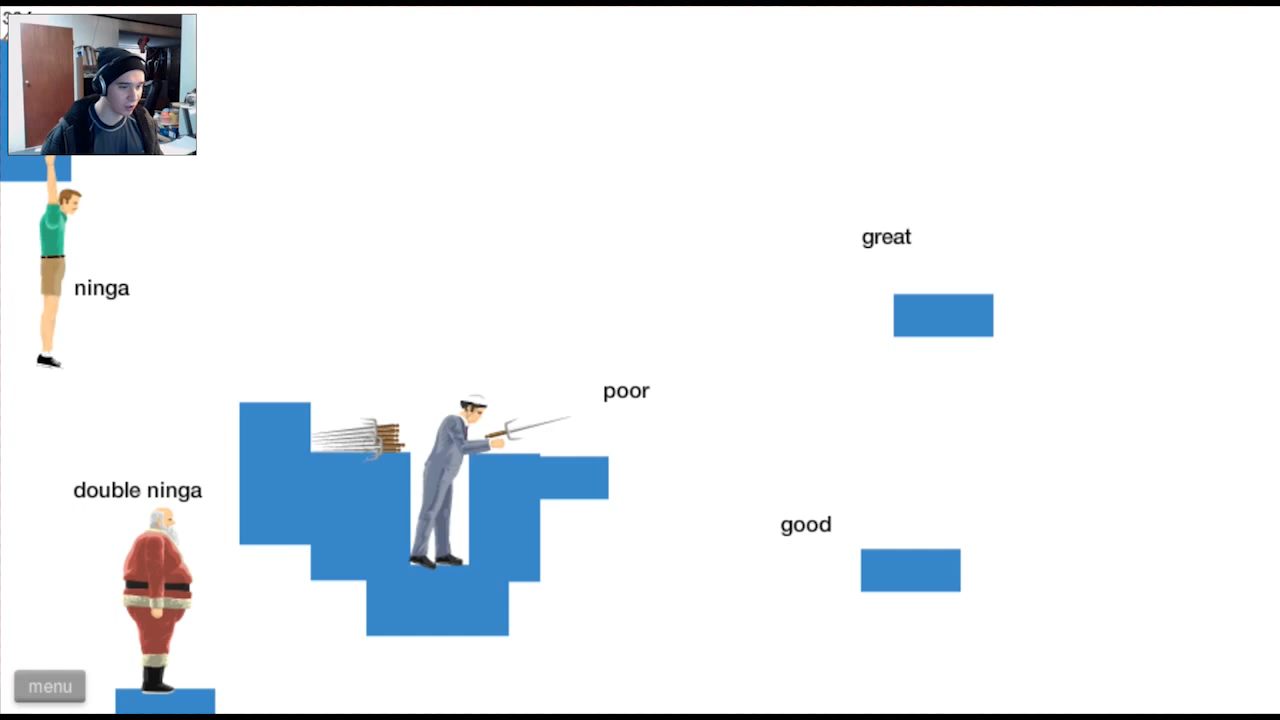 great
ninga
poor
double ninga
good
menu